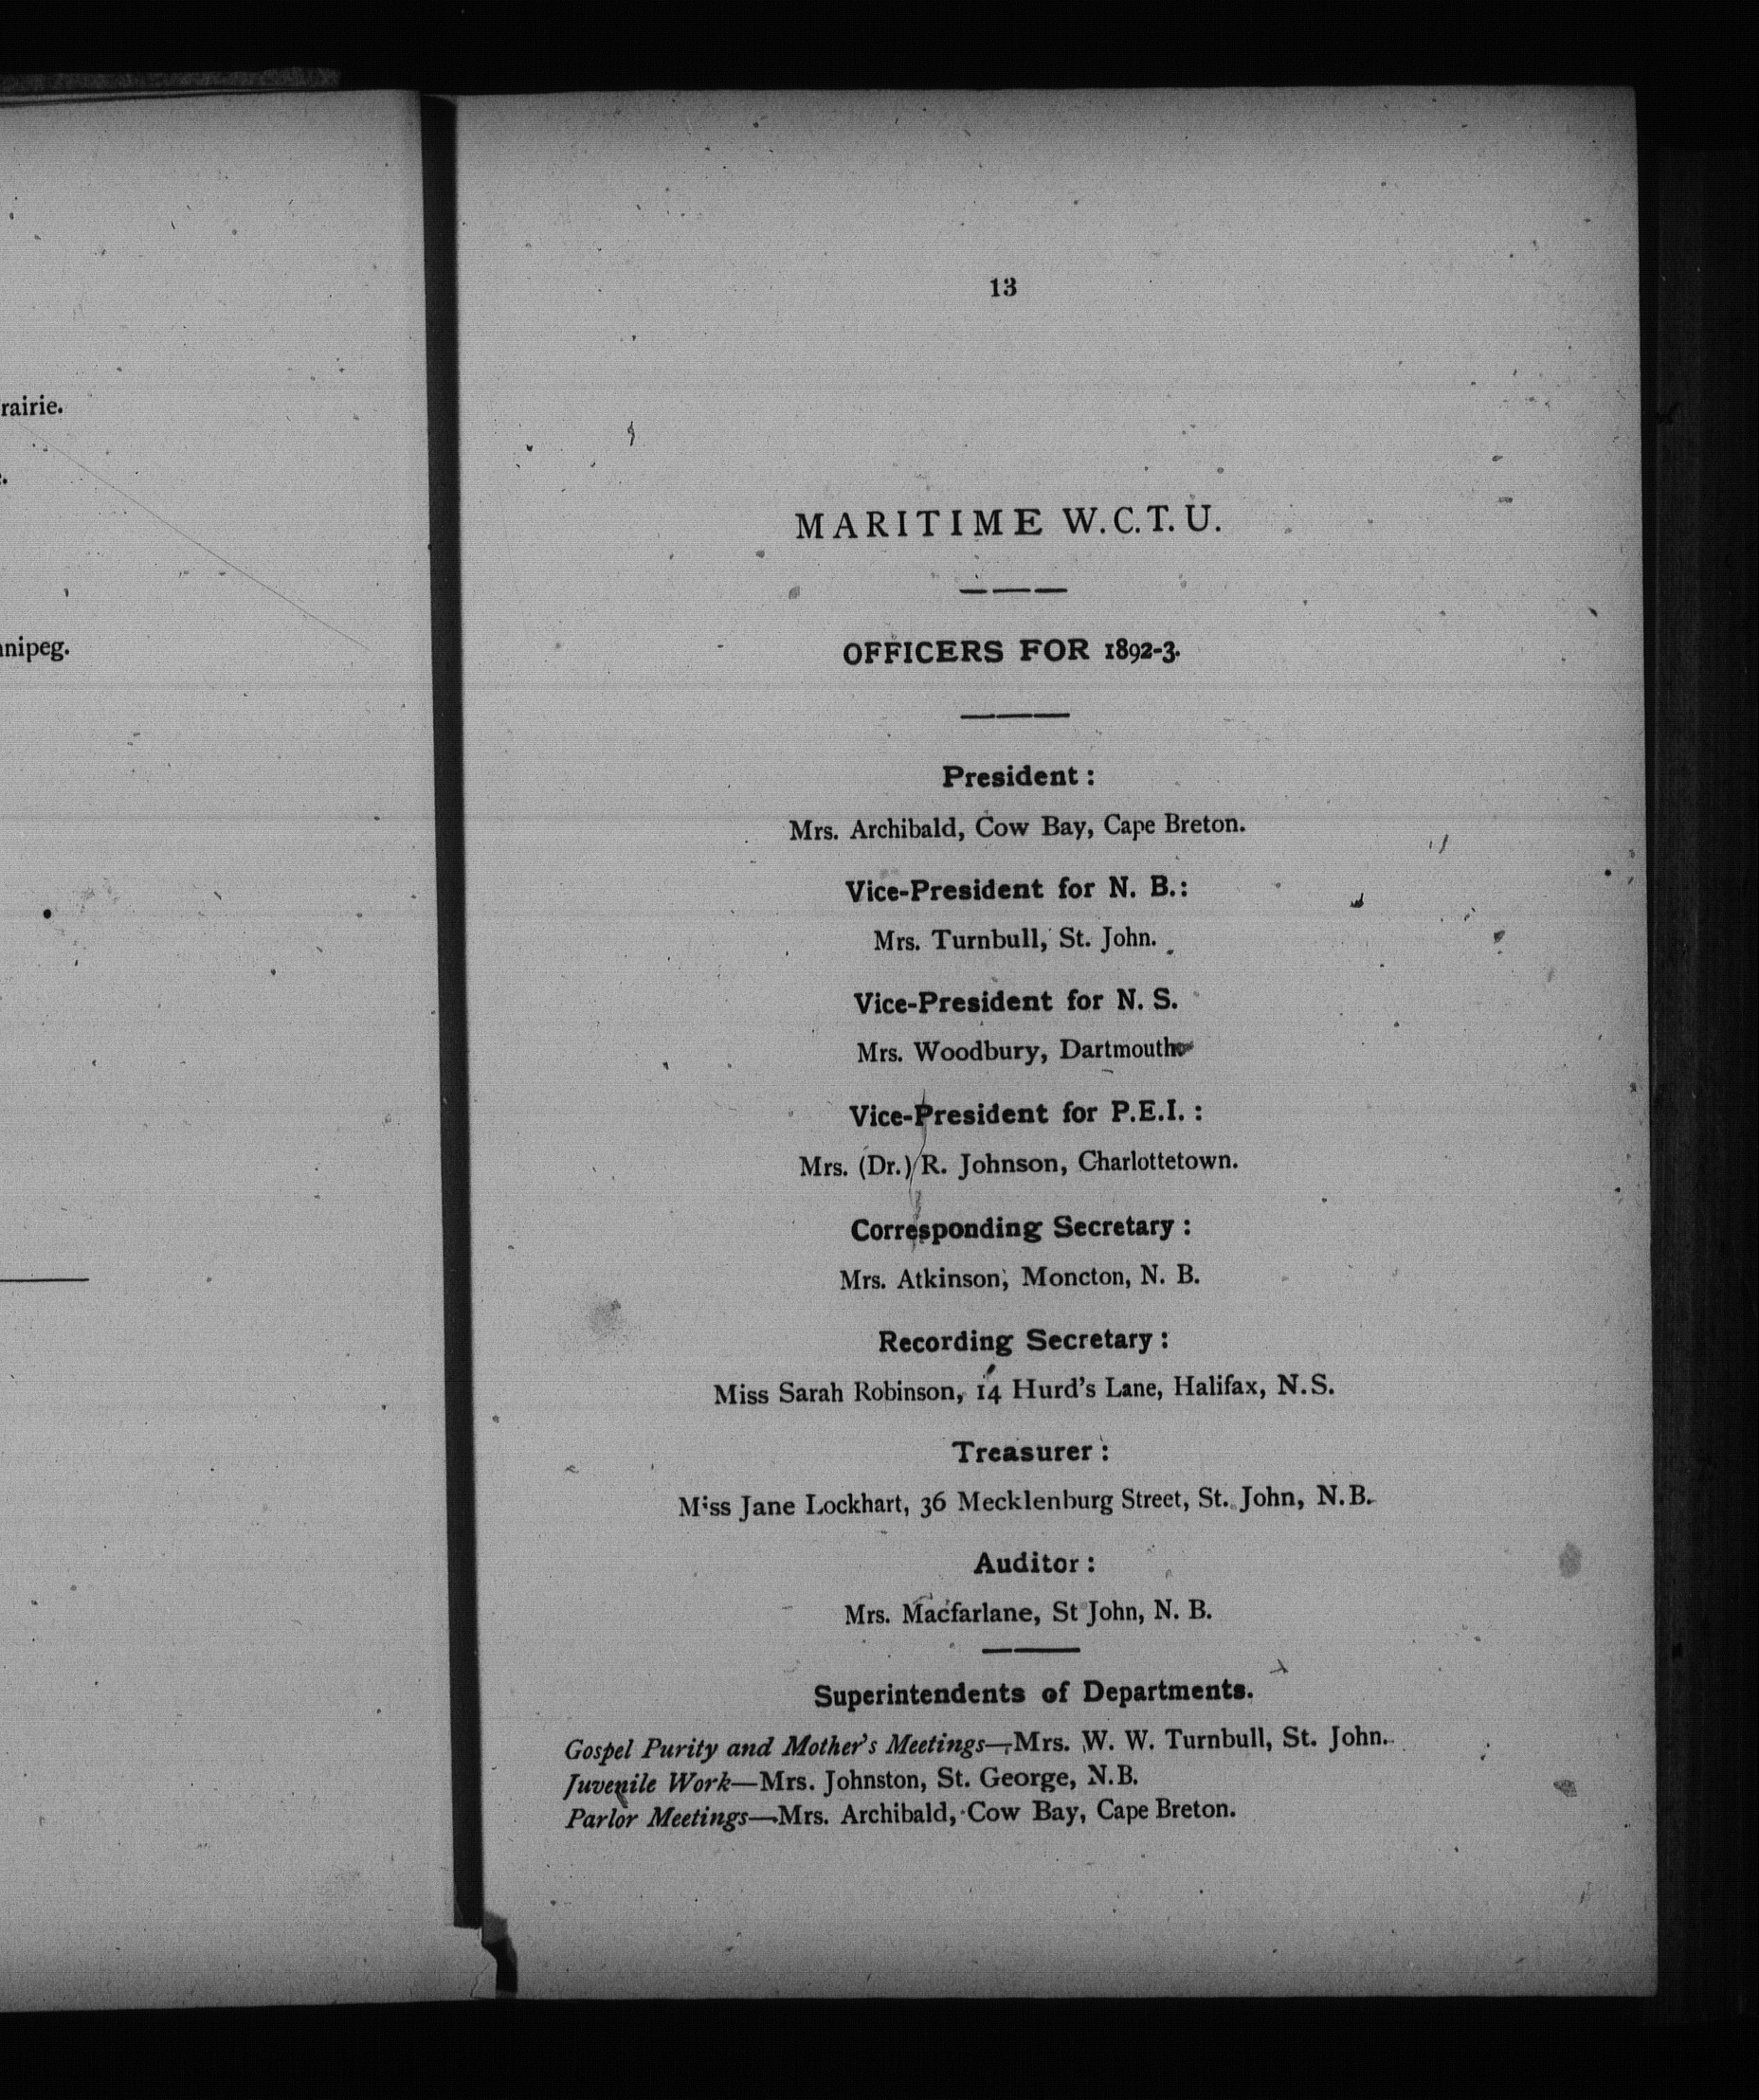 rairie.
nipeg.
13
MARITIME W.C.T.U.
OFFICERS FOR 1892-3.
President :
Mrs. Archibald, Cow Bay, Cape Breton.
Vice-President for N. B.:
Mrs. Turnbull, St. John.
Vice-President for N. S.
Mrs. Woodbury, Dartmouth
Vice-President for P.E.I. :
Mrs. (Dr.) R. Johnson, Charlottetown.
Corresponding Secretary :
Mrs. Atkinson, Moncton, N. B.
Recording Secretary :
Miss Sarah Robinson, 14 Hurd's Lane, Halifax, N.S.
Treasurer :
Miss Jane Lockhart, 36 Mecklenburg Street, St. John, N.B.
Auditor :
Mrs. Macfarlane, St John, N. B.
Superintendents of Departments.
Gospel Purity and Mother's Meetings—Mrs. W. W. Turnbull, St. John.
Juvenile Work—Mrs. Johnston, St. George, N.B.
Parlor Meetings—Mrs. Archibald, Cow Bay, Cape Breton.